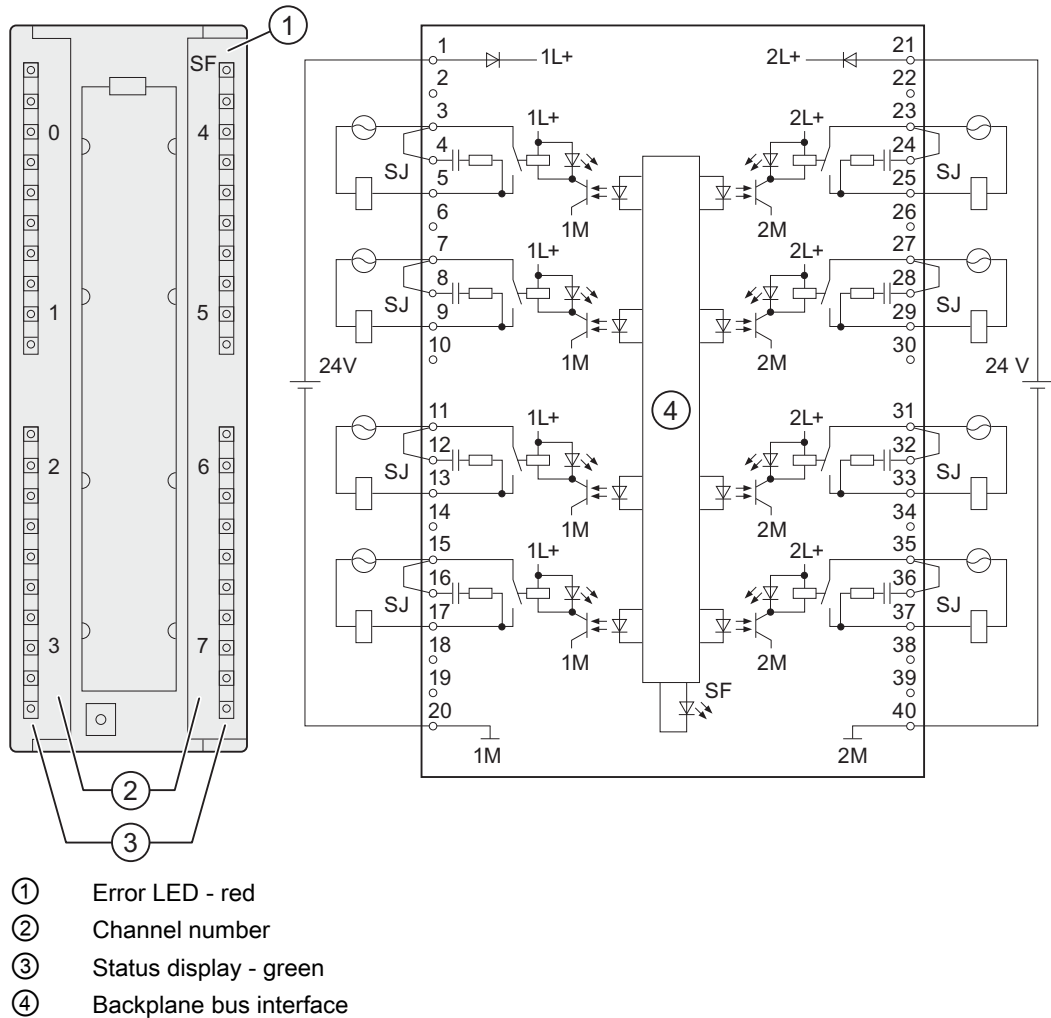 1
SF
0 4
1 5
2 6
3 7
2
3
1 1L+ 2L+ 21
2 22
3 1L+ 2L+ 23
4 24
SJ SJ
5 25
6 1M 2M 26
7 1L+ 2L+ 27
8 28
SJ SJ
9 29
10 1M 2M 30
24V 24 V
4
11 1L+ 2L+ 31
12 32
SJ SJ
13 33
14 1M 2M 34
15 1L+ 2L+ 35
16 36
SJ SJ
17 37
18 1M 2M 38
19 SF 39
20 40
1M 2M
① Error LED - red
② Channel number
③ Status display - green
④ Backplane bus interface